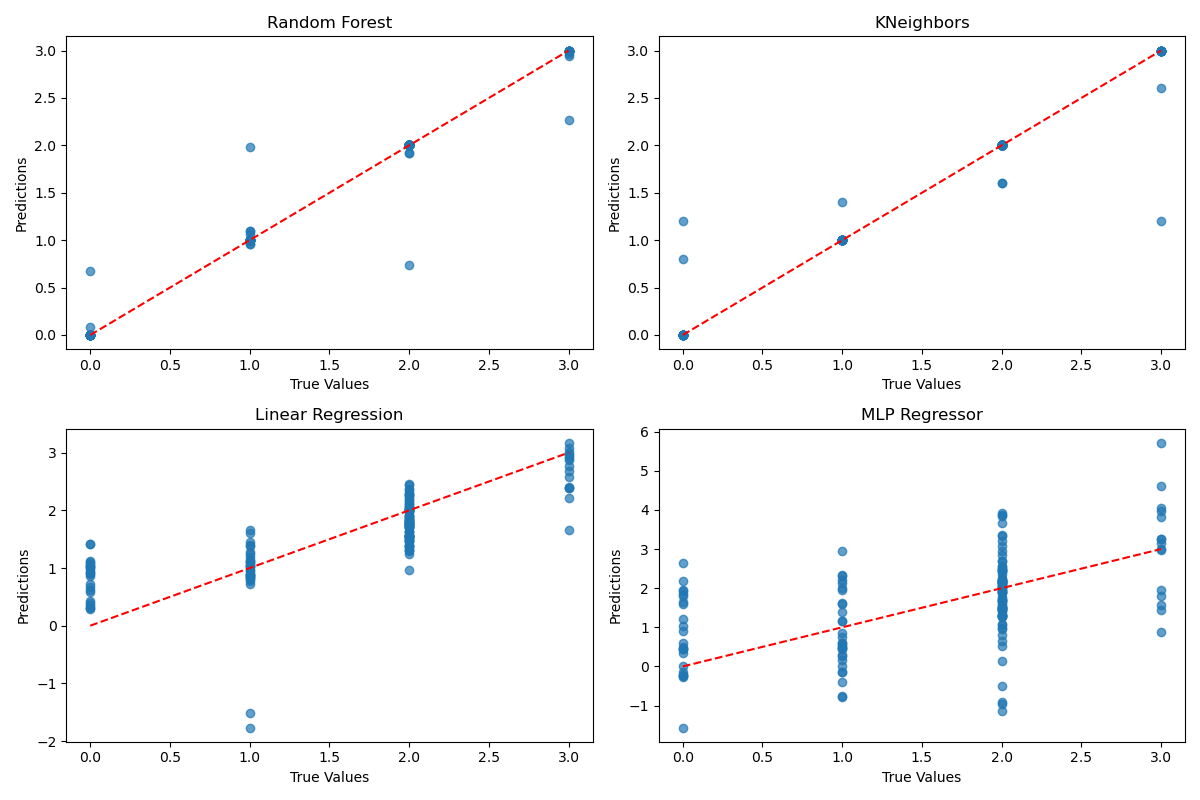 Random Forest
Predictions
3.0
2.5
2.0
1.5
1.0
0.5
0.0
0.0 0.5 1.0 1.5 2.0 2.5 3.0
True Values
KNeighbors
Predictions
3.0
2.5
2.0
1.5
1.0
0.5
0.0
0.0 0.5 1.0 1.5 2.0 2.5 3.0
True Values
Linear Regression
Predictions
3
2
1
0
−1
−2
0.0 0.5 1.0 1.5 2.0 2.5 3.0
True Values
MLP Regressor
Predictions
6
5
4
3
2
1
0
−1
0.0 0.5 1.0 1.5 2.0 2.5 3.0
True Values